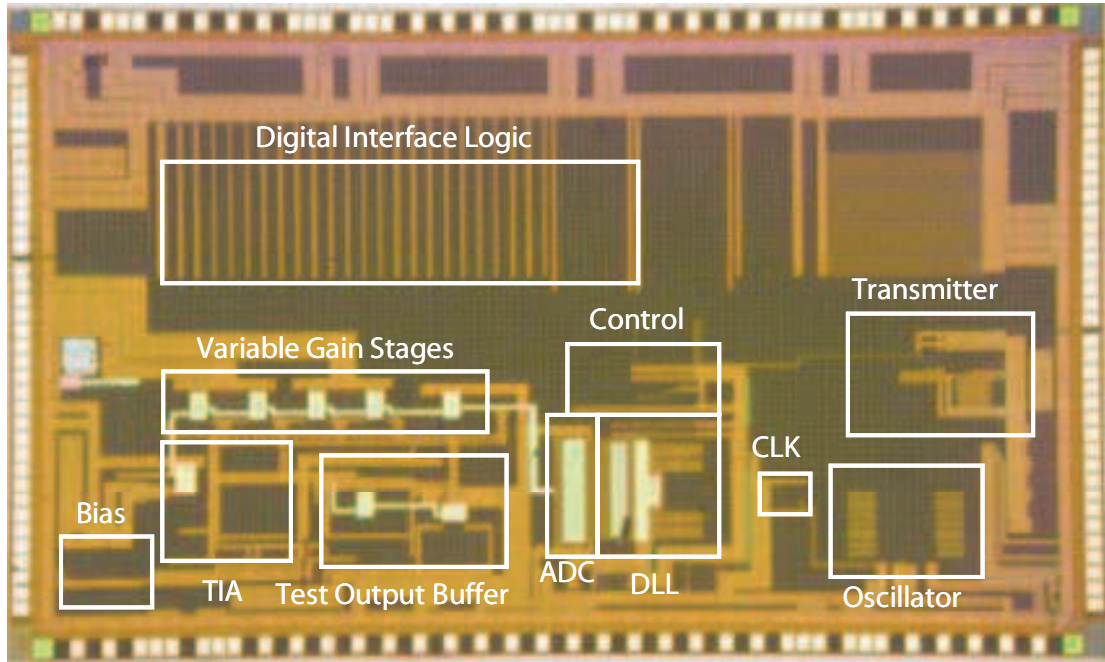 Digital Interface Logic
Transmitter
Control
Variable Gain Stages
CLK
Bias
TIA
Test Output Buffer
ADC
DLL
Oscillator